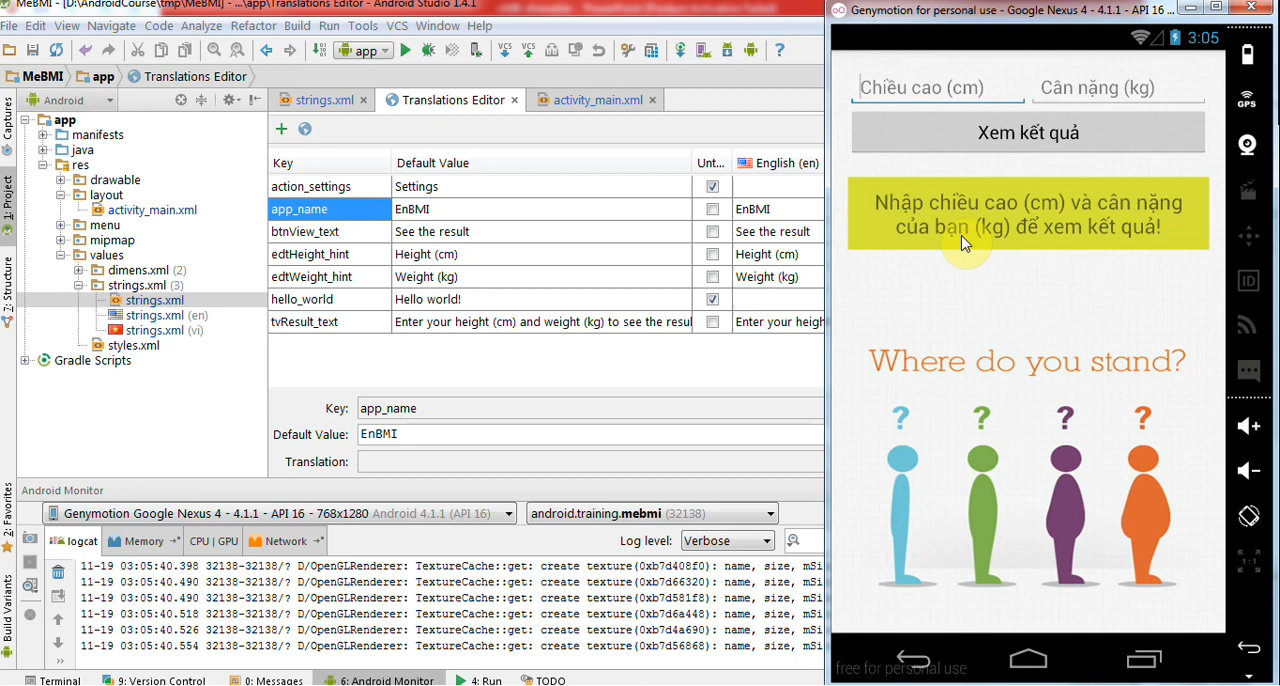 MeBMI - [D:\AndroidCourse\tmp\MeBMI] - ...\app\Translations Editor - Android Studio 1.4.1
File Edit View Navigate Code Analyze Refactor Build Run Tools VCS Window Help
app
VCS VCS
MeBMI app Translations Editor
Android
strings.xml
Translations Editor
activity_main.xml
Captures
1: Project
7: Structure
2: Favorites
Build Variants
app
manifests
java
res
drawable
layout
activity_main.xml
menu
mipmap
values
dimens.xml (2)
strings.xml (3)
strings.xml
strings.xml (en)
strings.xml (vi)
styles.xml
Gradle Scripts
Key Default Value Unt... English (en)
action_settings Settings
app_name EnBMI EnBMI
btnView_text See the result See the result
edtHeight_hint Height (cm) Height (cm)
edtWeight_hint Weight (kg) Weight (kg)
hello_world Hello world!
tvResult_text Enter your height (cm) and weight (kg) to see the resul Enter your heigh
Key: app_name
Default Value: EnBMI
Translation:
Android Monitor
Genymotion Google Nexus 4 - 4.1.1 - API 16 - 768x1280 Android 4.1.1 (API 16)
android.training.mebmi (32138)
logcat Memory CPU | GPU Network Log level: Verbose
11-19 03:05:40.398 32138-32138/? D/OpenGLRenderer: TextureCache::get: create texture(0xb7d408f0): name, size, mSi
11-19 03:05:40.490 32138-32138/? D/OpenGLRenderer: TextureCache::get: create texture(0xb7d66320): name, size, mSi
11-19 03:05:40.490 32138-32138/? D/OpenGLRenderer: TextureCache::get: create texture(0xb7d581f8): name, size, mSi
11-19 03:05:40.518 32138-32138/? D/OpenGLRenderer: TextureCache::get: create texture(0xb7d6a448): name, size, mSi
11-19 03:05:40.526 32138-32138/? D/OpenGLRenderer: TextureCache::get: create texture(0xb7d4a690): name, size, mSi
11-19 03:05:40.554 32138-32138/? D/OpenGLRenderer: TextureCache::get: create texture(0xb7d56868): name, size, mSi
Terminal 9: Version Control 0: Messages 6: Android Monitor 4: Run TODO
Genymotion for personal use - Google Nexus 4 - 4.1.1 - API 16 ...
3:05
Chiều cao (cm) Cân nặng (kg)
Xem kết quả
Nhập chiều cao (cm) và cân nặng
của bạn (kg) để xem kết quả!
Where do you stand?
? ? ? ?
free for personal use
GPS
ID
1:1